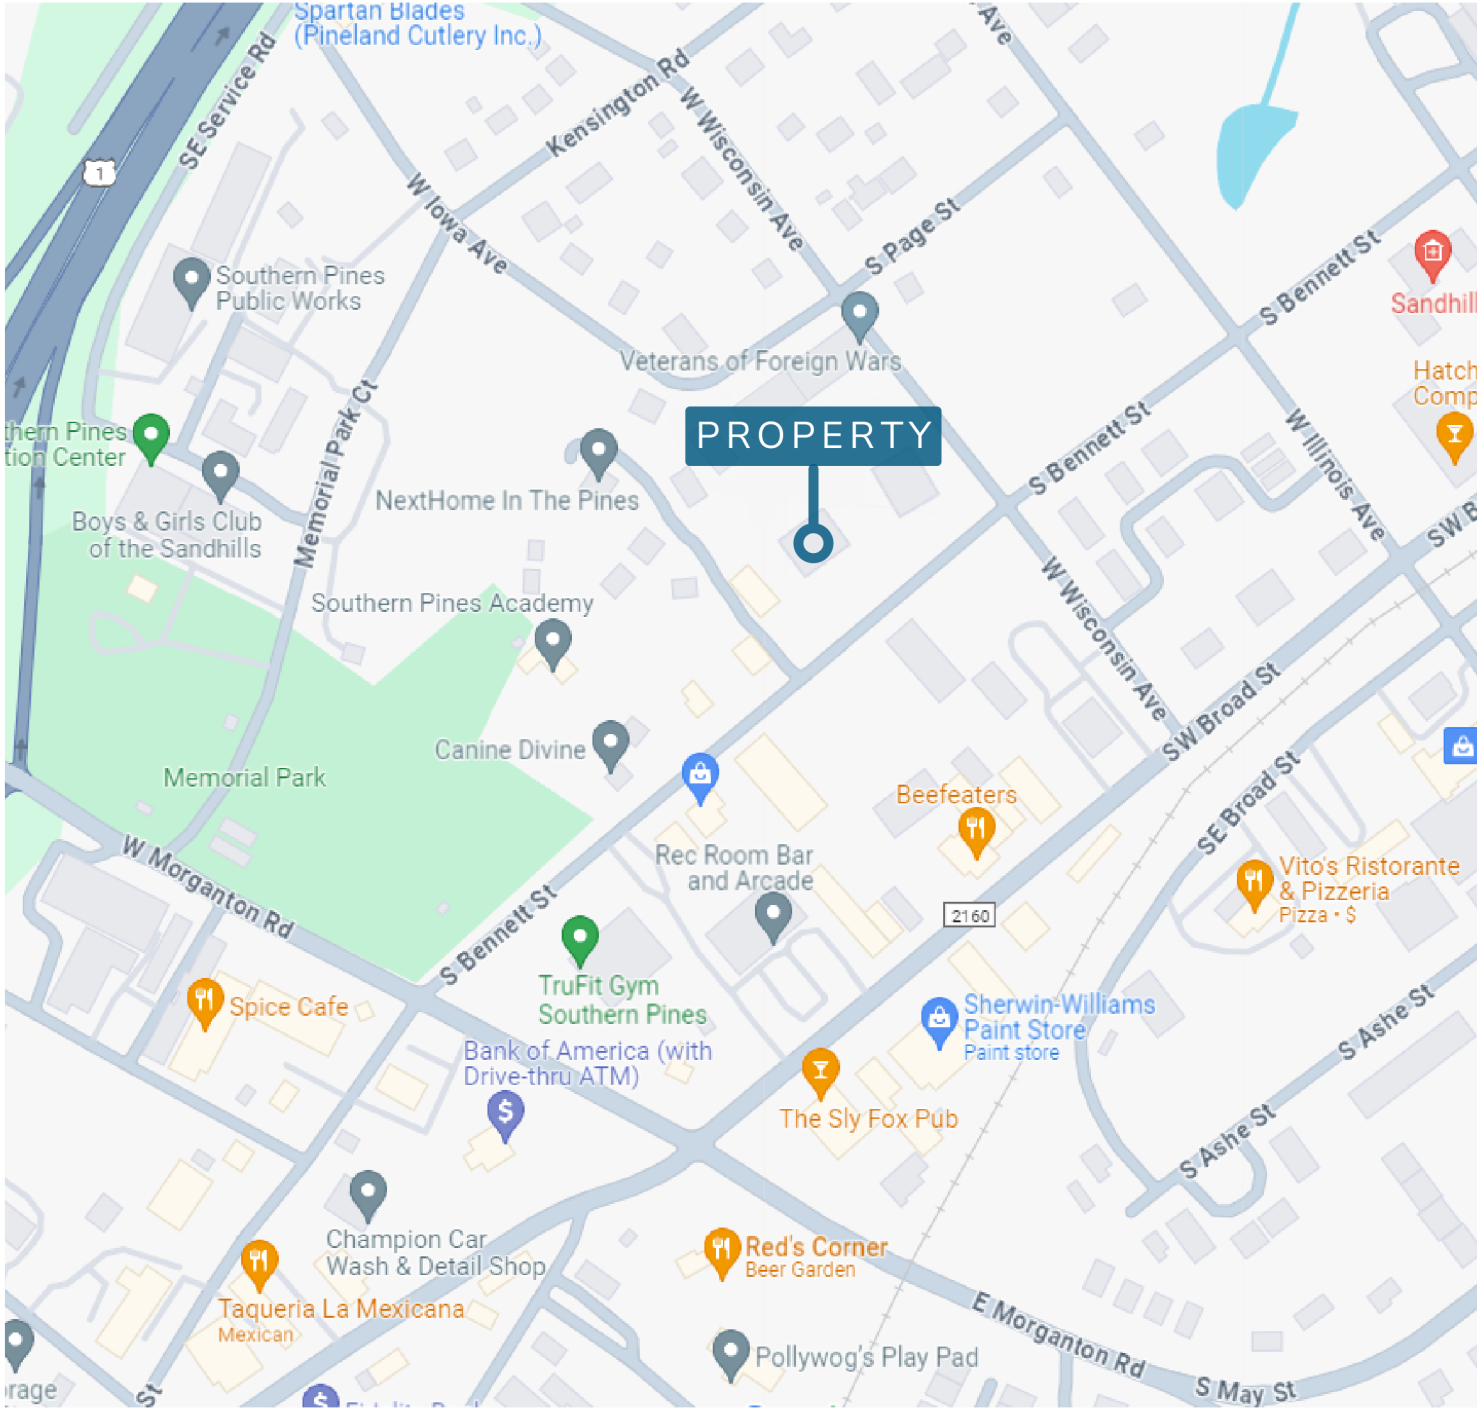 Spartan Blades
(Pineland Cutlery Inc.)
Ave
SE Service Rd
Kensington Rd
W Wisconsin Ave
1
W Iowa Ave
S Page St
S Bennett St
Southern Pines
Public Works
Sandhill
Veterans of Foreign Wars
Hatch
Comp
PROPERTY
thern Pines
tion Center
Memorial Park Ct
S Bennett St
W Illinois Ave
NextHome In The Pines
Boys & Girls Club
of the Sandhills
SW B
Southern Pines Academy
W Wisconsin Ave
SW Broad St
Canine Divine
Memorial Park
Beefeaters
SE Broad St
W Morganton Rd
Rec Room Bar
and Arcade
Vito's Ristorante
& Pizzeria
Pizza • $
2160
S Bennett St
TruFit Gym
Southern Pines
Spice Cafe
Sherwin-Williams
Paint Store
Paint store
S Ashe St
Bank of America (with
Drive-thru ATM)
$
The Sly Fox Pub
S Ashe St
Champion Car
Wash & Detail Shop
Red's Corner
Beer Garden
Taqueria La Mexicana
Mexican
E Morganton Rd
Pollywog's Play Pad
S May St
orage
St
$